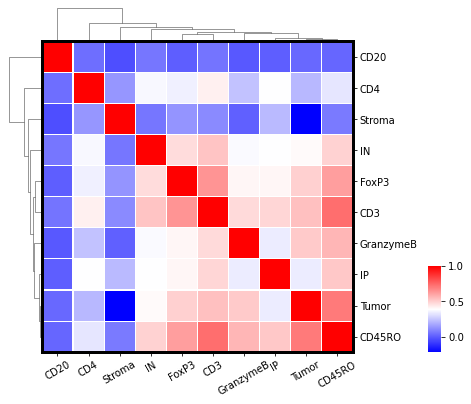 CD20
CD4
Stroma
IN
FoxP3
CD3
GranzymeB
IP
Tumor
CD45RO
1.0
0.5
0.0
CD20 CD4 Stroma IN FoxP3 CD3 GranzymeB IP Tumor CD45RO